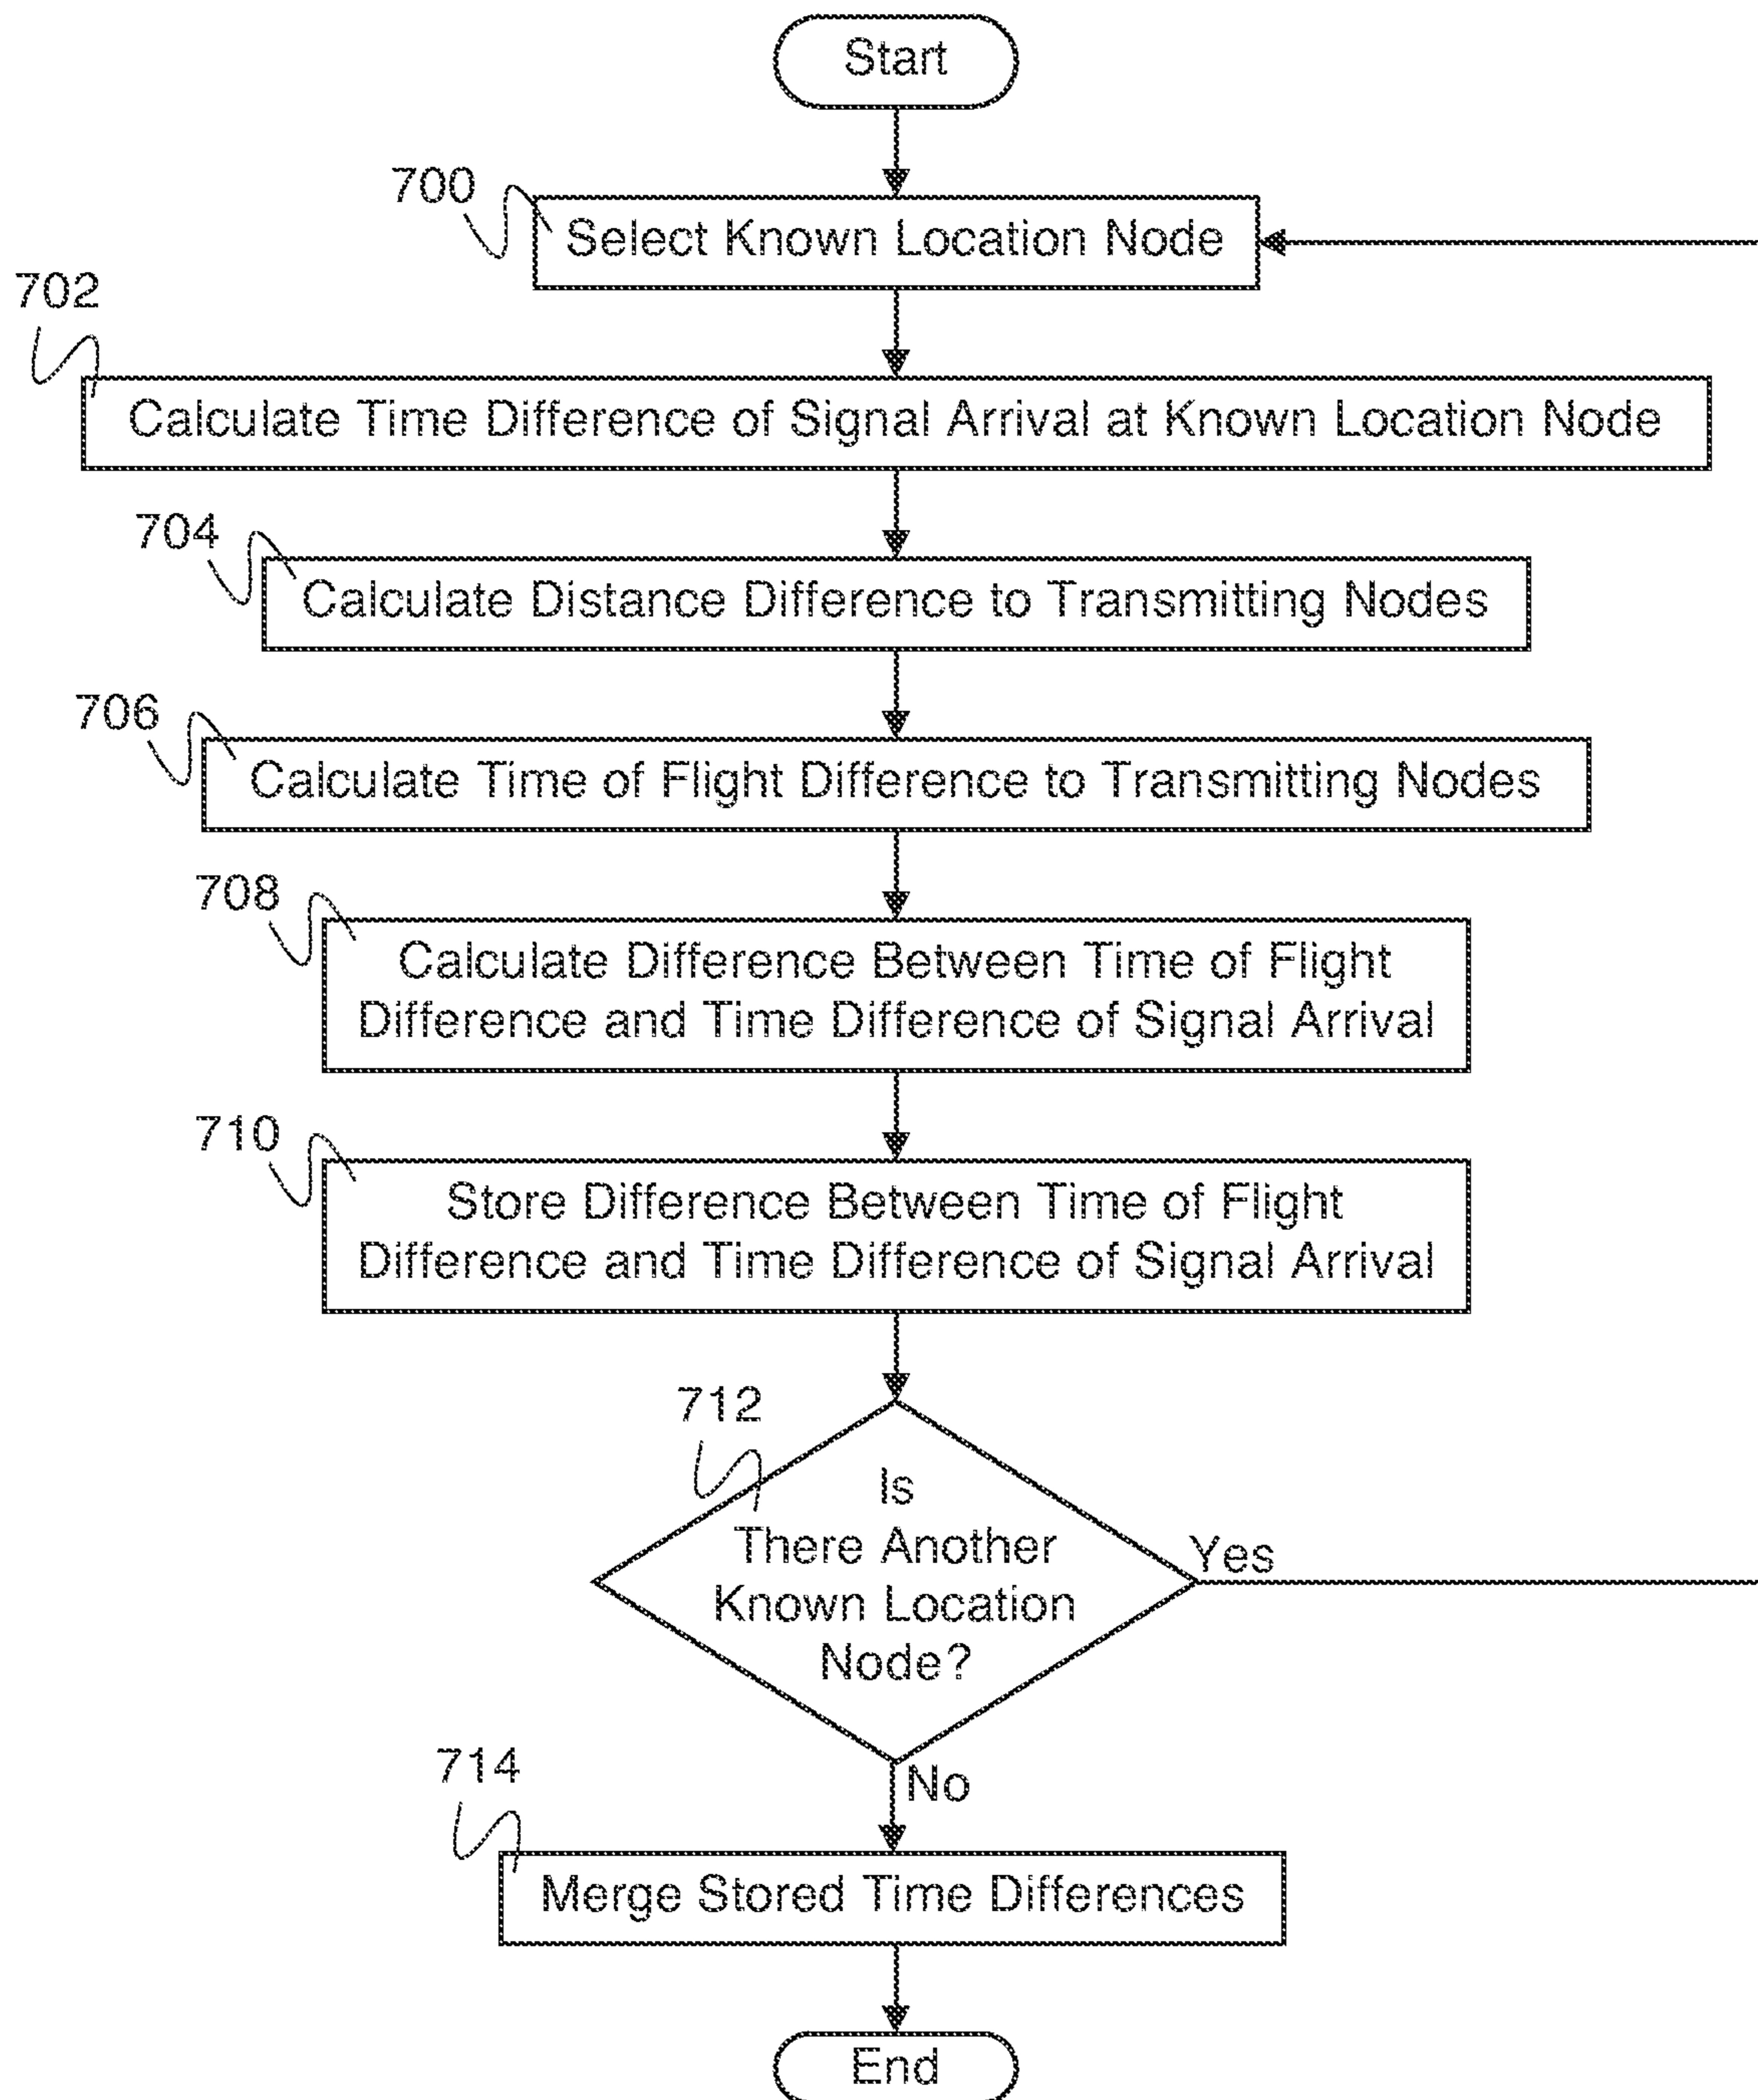 Start
700
Select Known Location Node
702
Calculate Time Difference of Signal Arrival at Known Location Node
704
Calculate Distance Difference to Transmitting Nodes
706
Calculate Time of Flight Difference to Transmitting Nodes
708
Calculate Difference Between Time of Flight
Difference and Time Difference of Signal Arrival
710
Store Difference Between Time of Flight
Difference and Time Difference of Signal Arrival
712
Is
There Another
Known Location
Node?
Yes
No
714
Merge Stored Time Differences
End